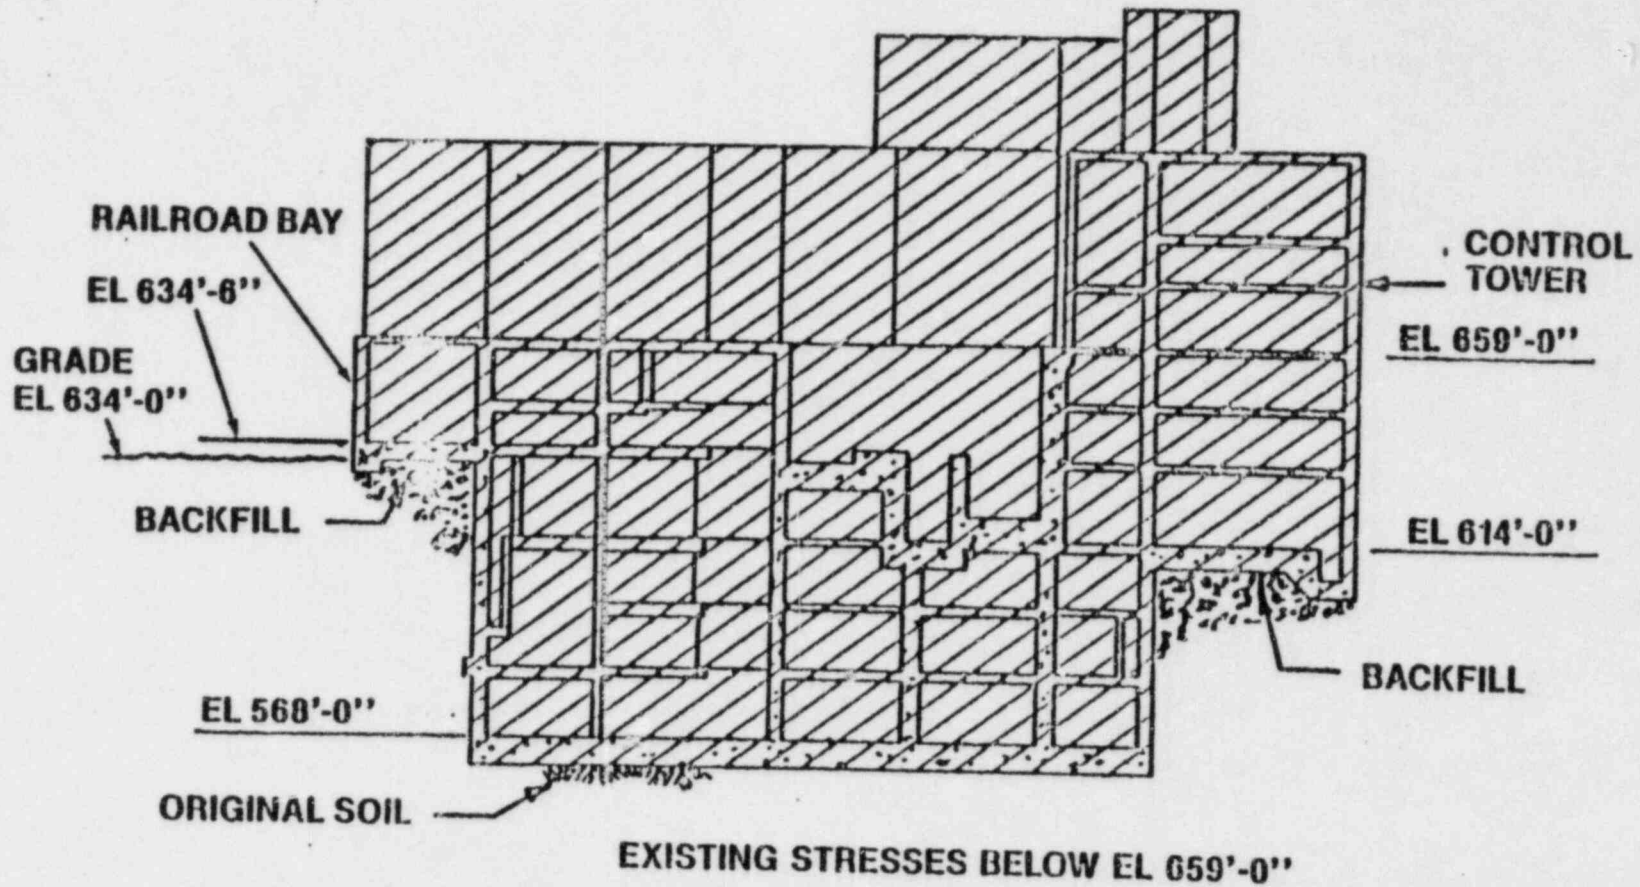 RAILROAD BAY
EL 634'-6"
GRADE
EL 634'-0"
BACKFILL
EL 568'-0"
ORIGINAL SOIL
CONTROL
TOWER
EL 659'-0"
EL 614'-0"
BACKFILL
EXISTING STRESSES BELOW EL 659'-0"